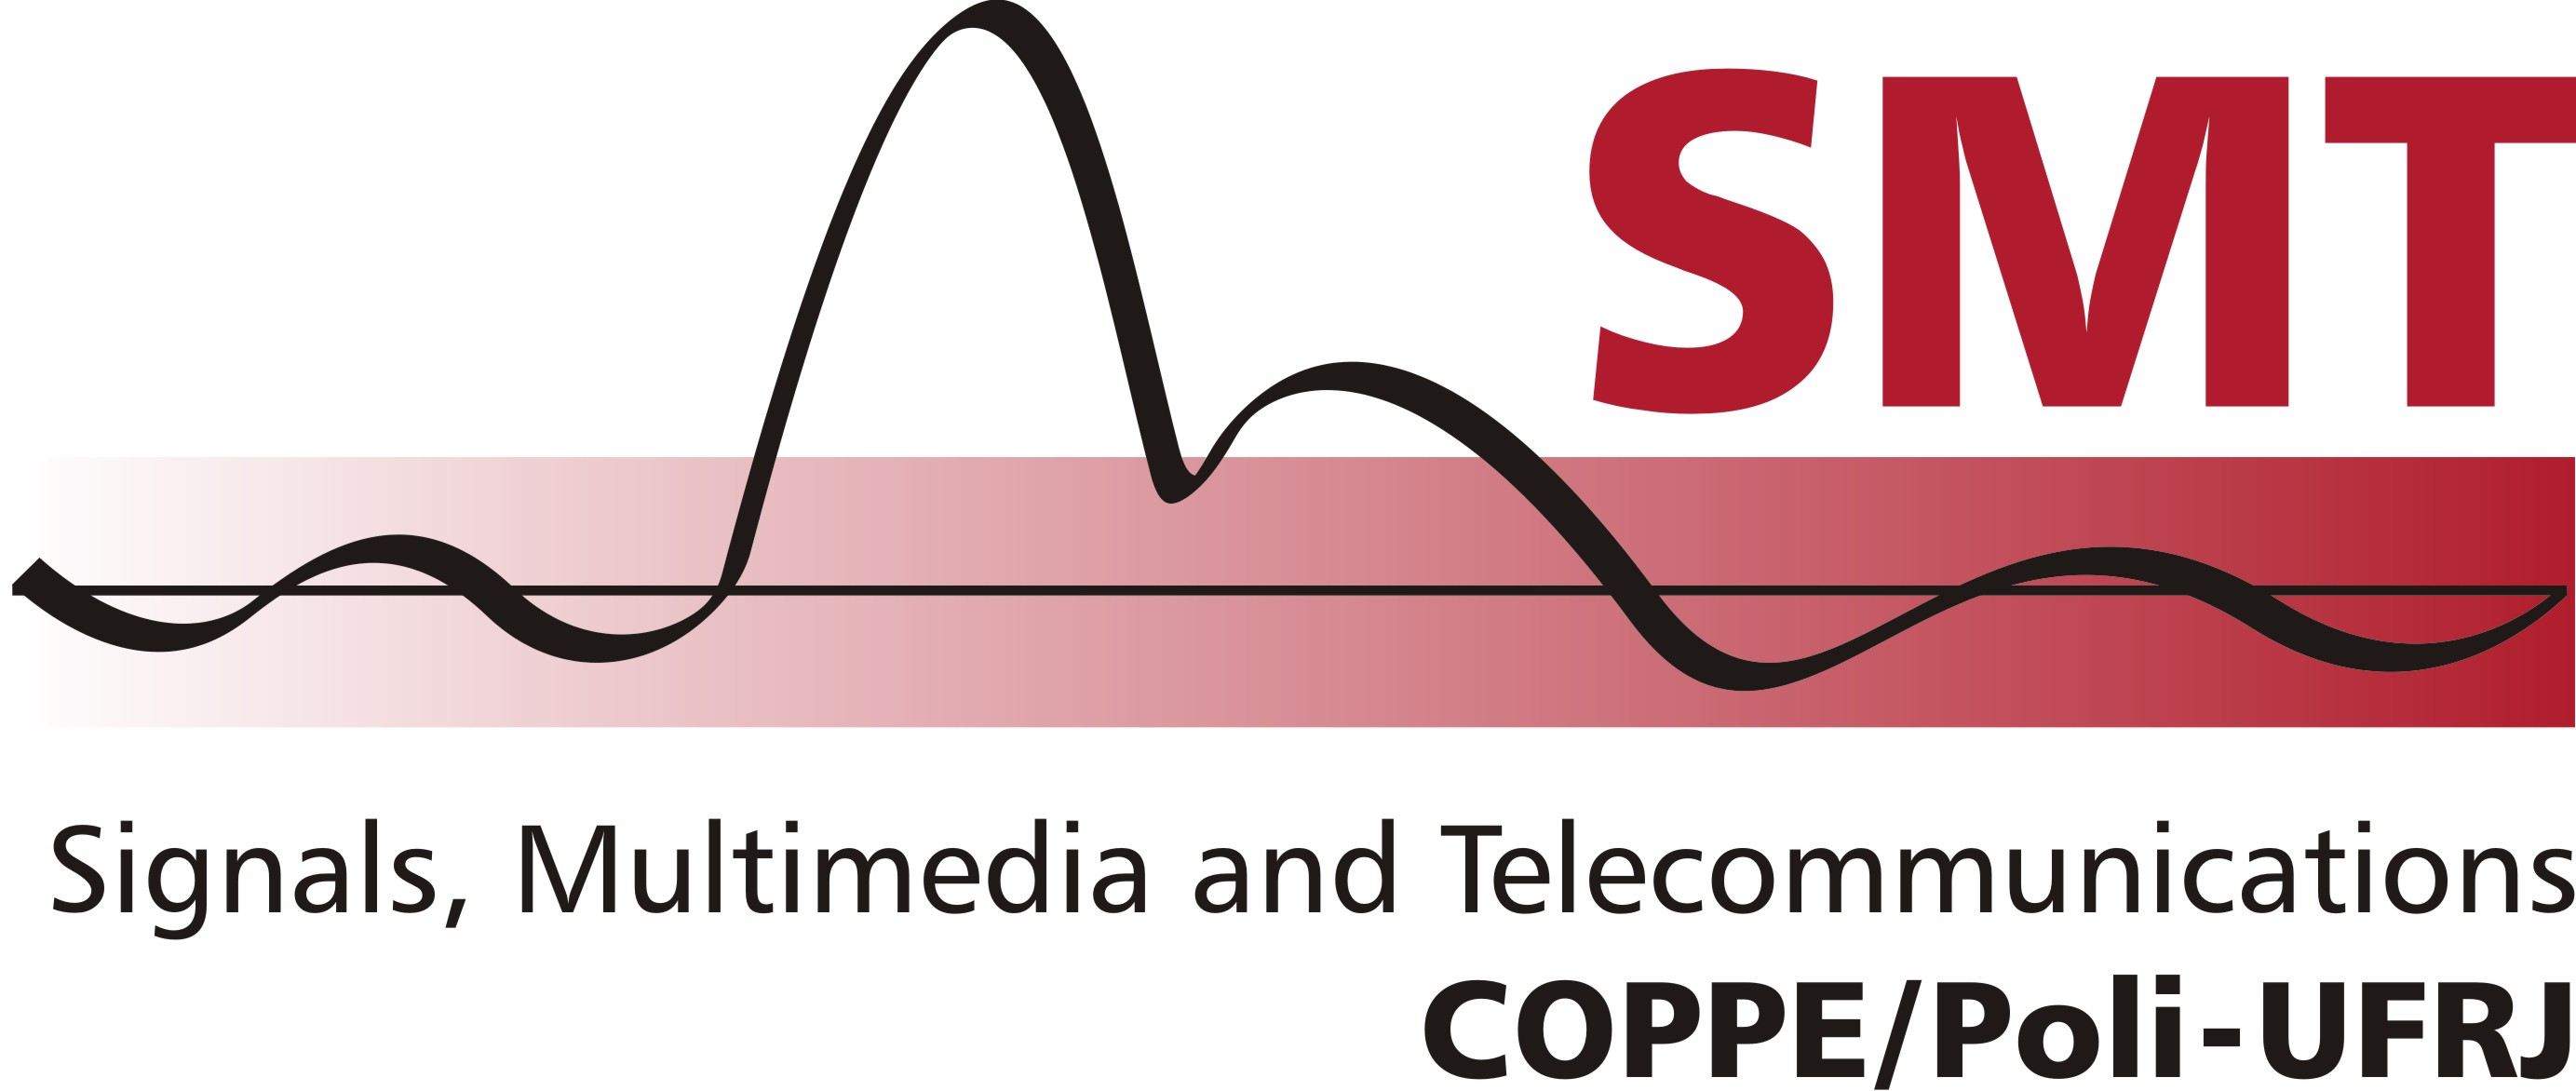 SMT
Signals, Multimedia and Telecommunications
COPPE/Poli-UFRJ